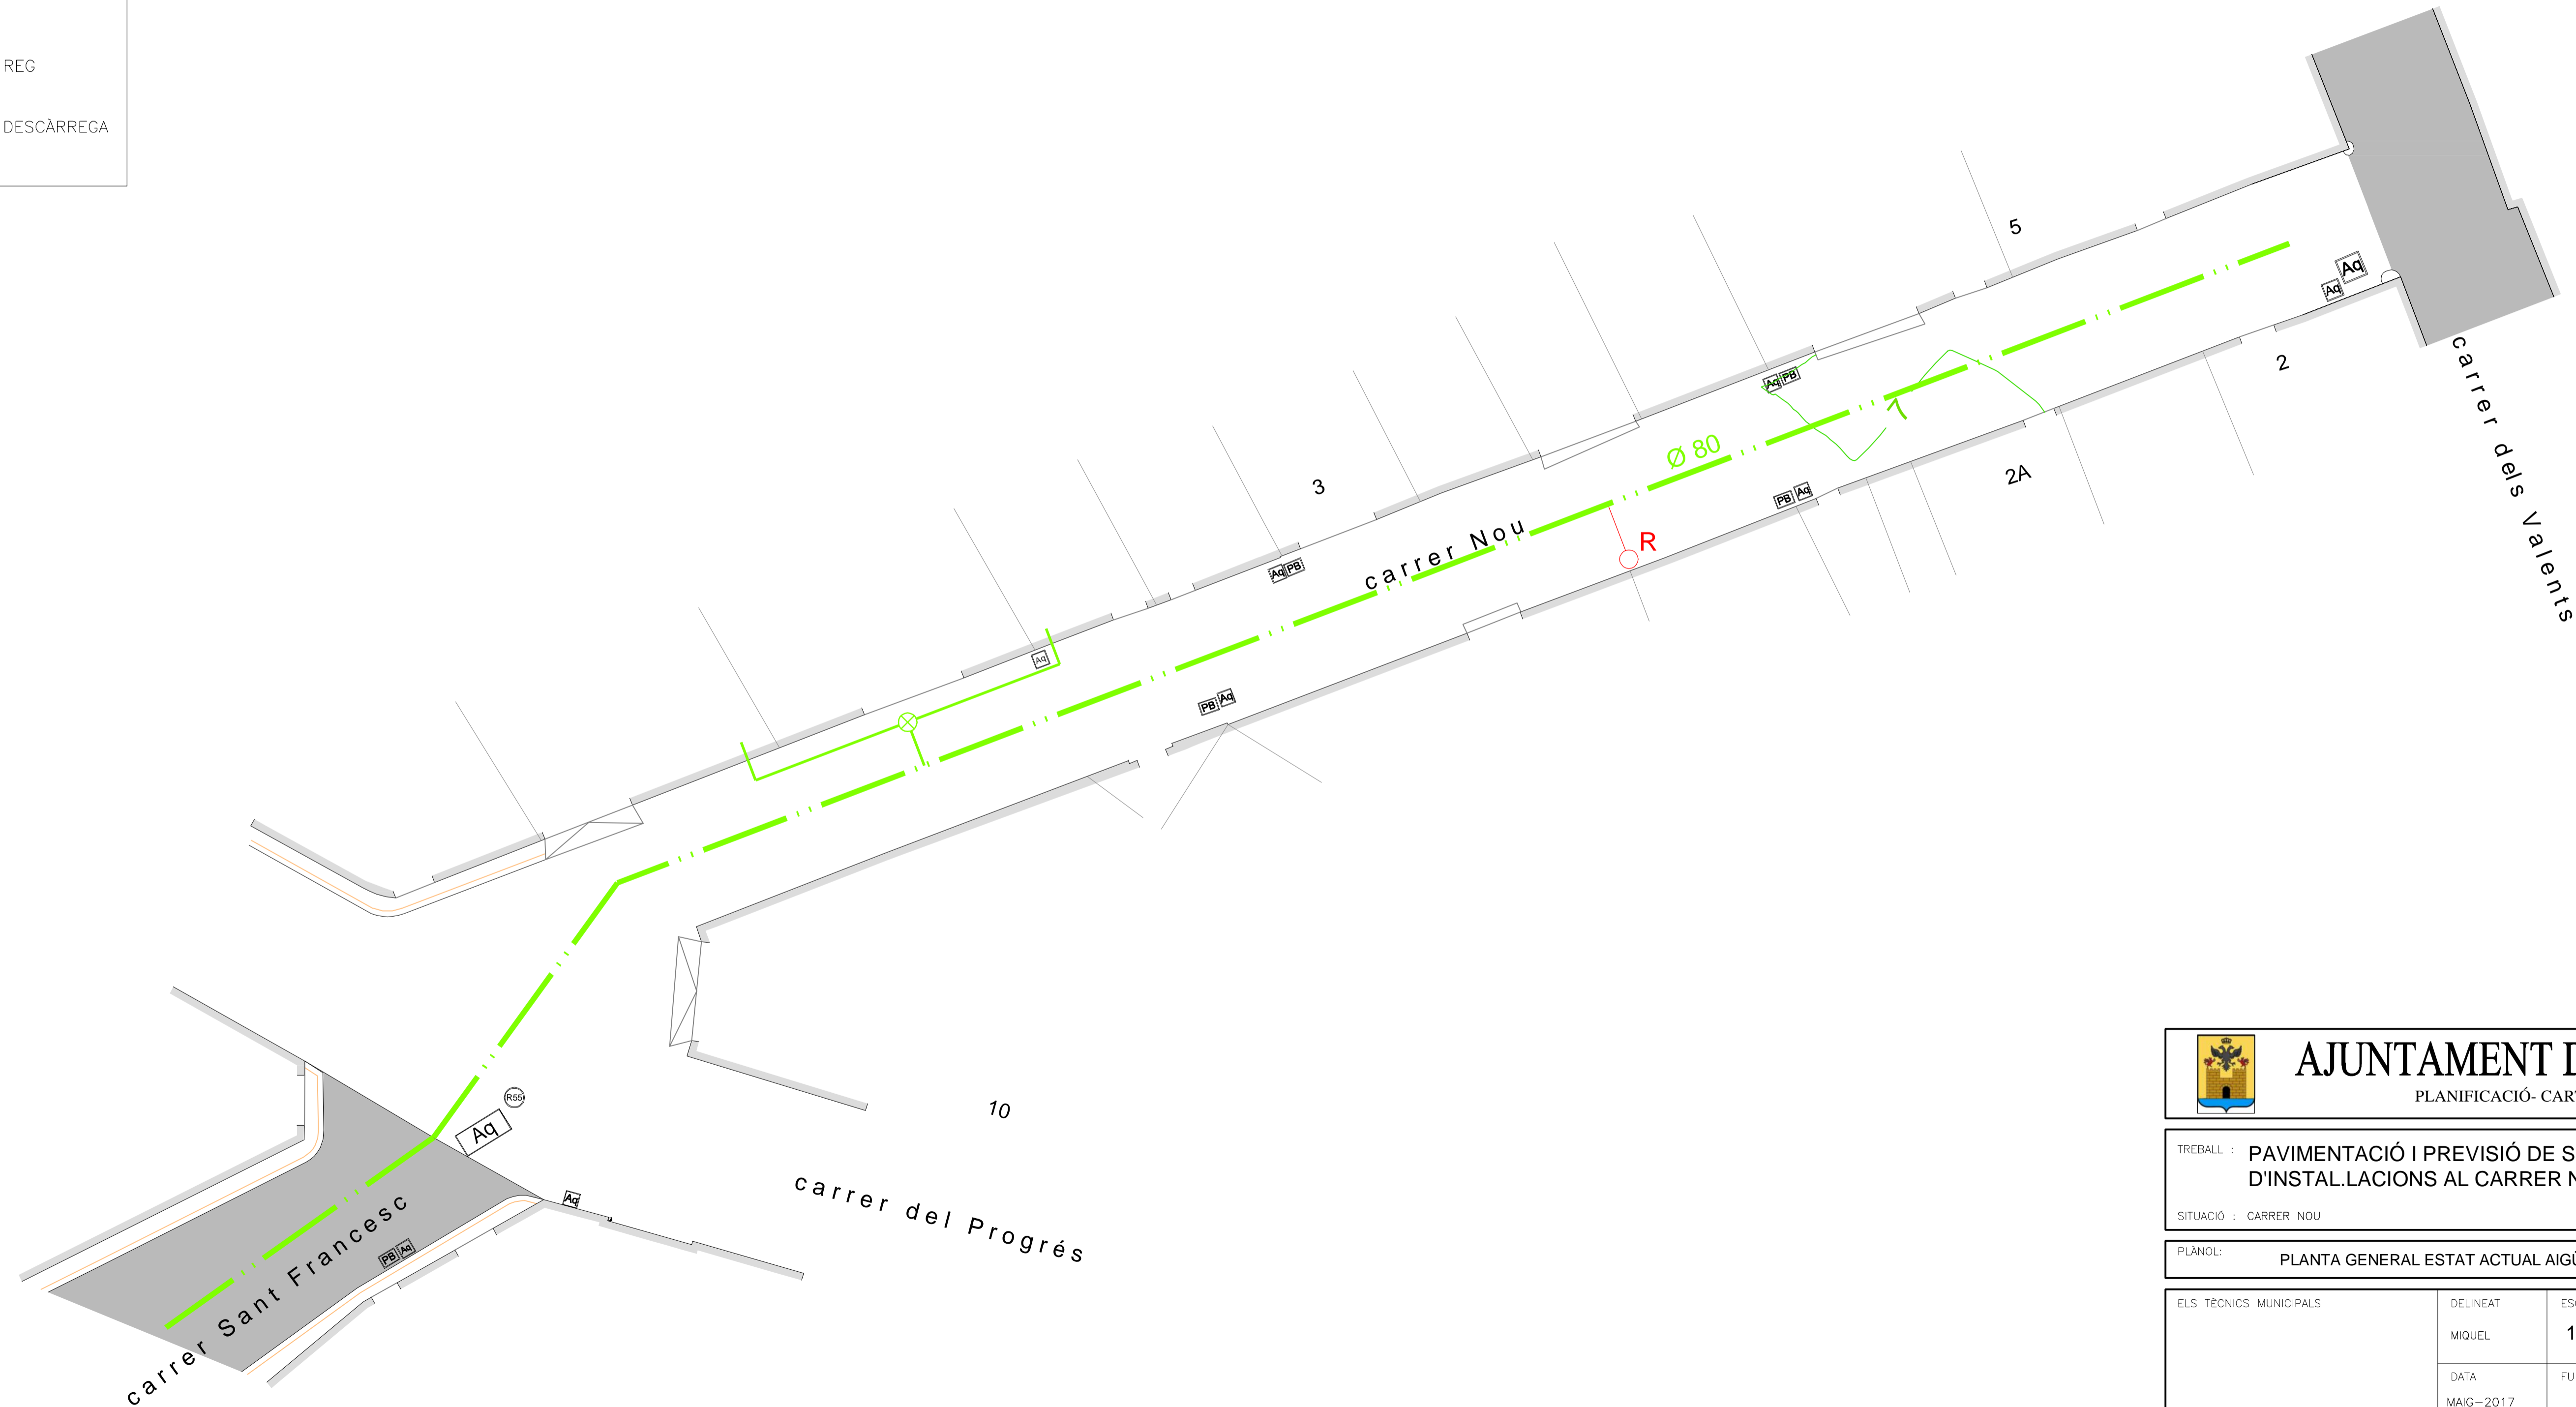 REG
DESCÀRREGA
5
Aq
Aq
2
carrer dels Valents
Aq PB
Ø 80
3
2A
PB Aq
carrer Nou
R
Aq PB
Aq
PB Aq
R55
Aq
10
Aq
carrer del Progrés
PB Aq
carrer Sant Francesc
AJUNTAMENT
PLANIFICACIÓ-
TREBALL : PAVIMENTACIÓ I PREVISIÓ DE
D'INSTAL.LACIONS AL CARRER
SITUACIÓ : CARRER NOU
PLÀNOL: PLANTA GENERAL ESTAT ACTUAL
ELS TÈCNICS MUNICIPALS
DELINEAT
MIQUEL
DATA
MAIG-2017